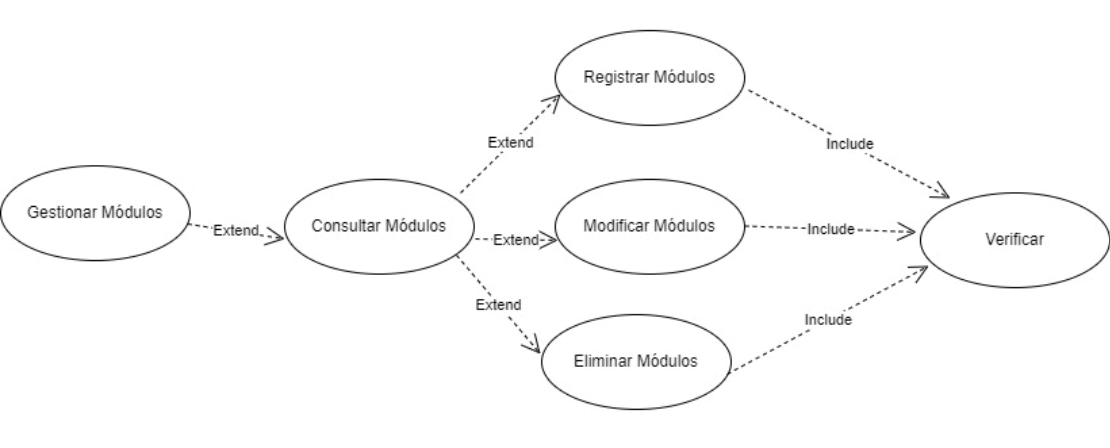 Registrar Módulos
Extend
Include
Gestionar Módulos
Extend
Consultar Módulos
Extend
Modificar Módulos
Include
Verificar
Extend
Include
Eliminar Módulos